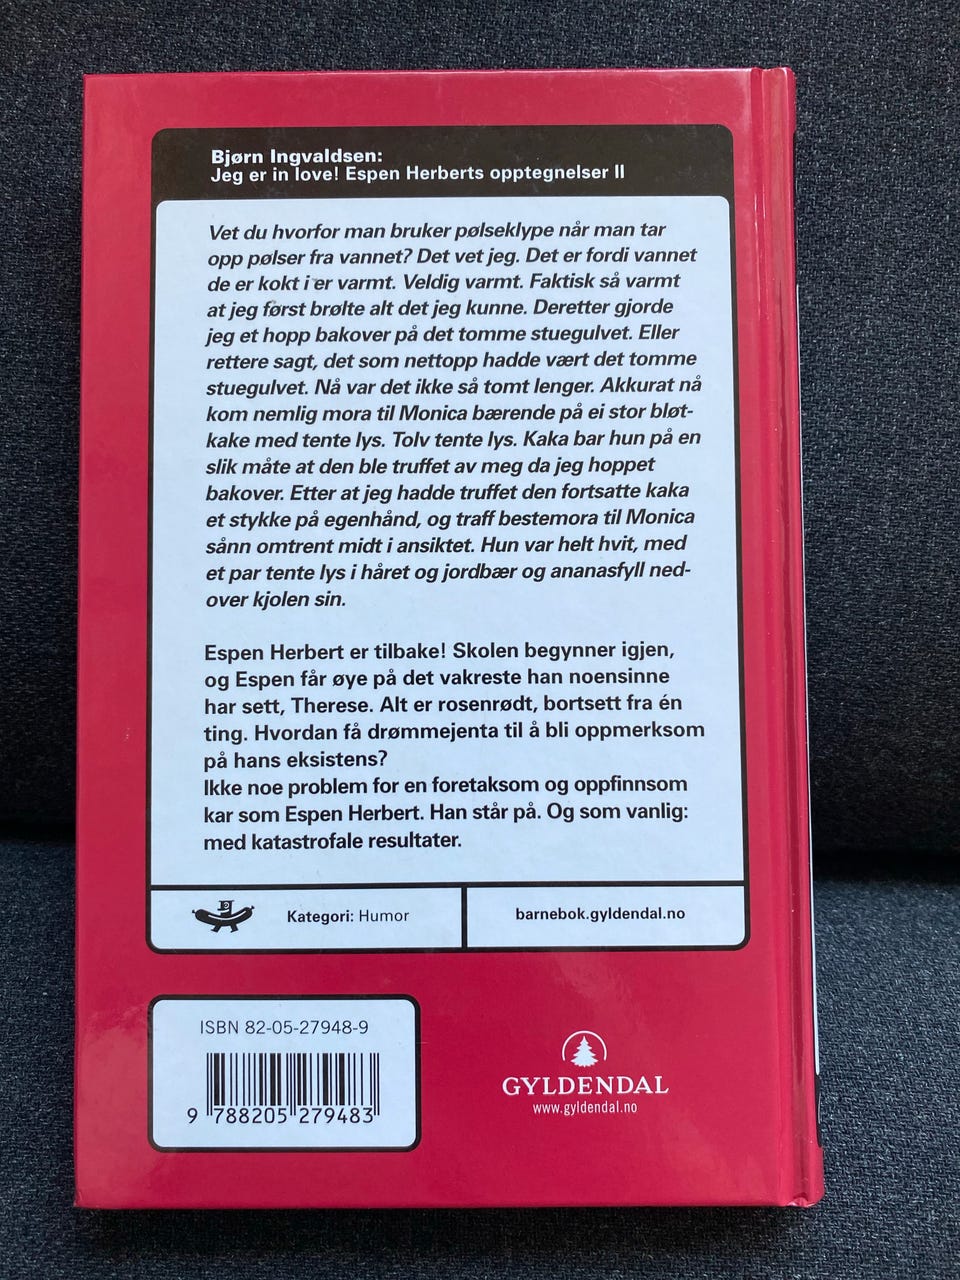 Bjørn Ingvaldsen:
Jeg er in love! Espen Herberts opptegnelser II
Vet du hvorfor man bruker pølseklype når man tar
opp pølser fra vannet? Det vet jeg. Det er fordi vannet
de er kokt i er varmt. Veldig varmt. Faktisk så varmt
at jeg først brølte alt det jeg kunne. Deretter gjorde
jeg et hopp bakover på det tomme stuegulvet. Eller
rettere sagt, det som nettopp hadde vært det tomme
stuegulvet. Nå var det ikke så tomt lenger. Akkurat nå
kom nemlig mora til Monica bærende på ei stor bløt-
kake med tente lys. Tolv tente lys. Kaka bar hun på en
slik måte at den ble truffet av meg da jeg hoppet
bakover. Etter at jeg hadde truffet den fortsatte kaka
et stykke på egenhånd, og traff bestemora til Monica
sånn omtrent midt i ansiktet. Hun var helt hvit, med
et par tente lys i håret og jordbær og ananasfyll ned-
over kjolen sin.
Espen Herbert er tilbake! Skolen begynner igjen,
og Espen får øye på det vakreste han noensinne
har sett, Therese. Alt er rosenrødt, bortsett fra én
ting. Hvordan få drømmejenta til å bli oppmerksom
på hans eksistens?
Ikke noe problem for en foretaksom og oppfinnsom
kar som Espen Herbert. Han står på. Og som vanlig:
med katastrofale resultater.
Kategori: Humor
barnebok.gyldendal.no
ISBN 82-05-27948-9
9 788205 279483
GYLDENDAL
www.gyldendal.no